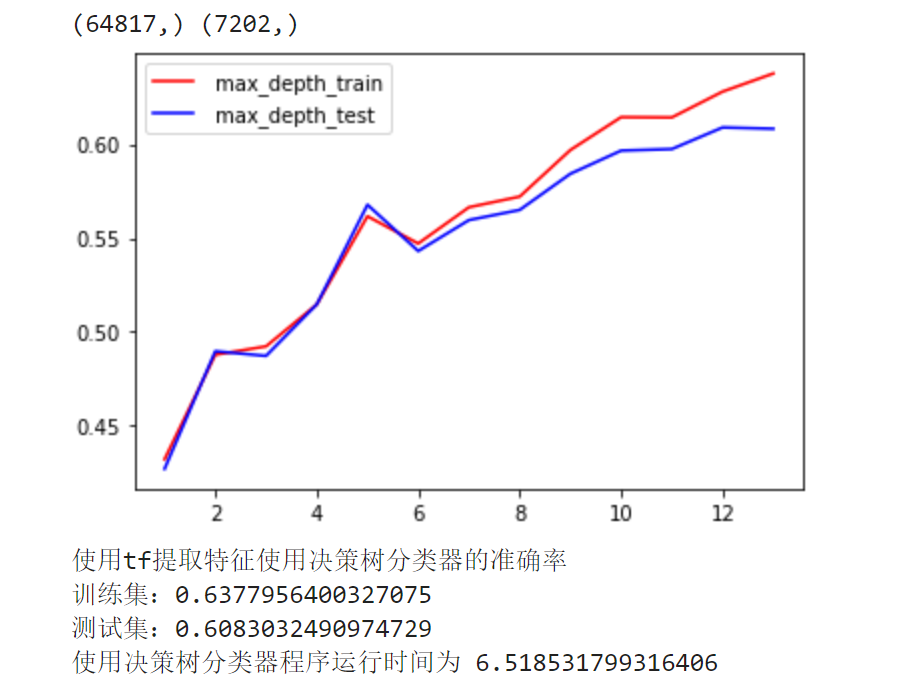 (64817,) (7202,)
max_depth_train
max_depth_test
0.60
0.55
0.50
0.45
2 4 6 8 10 12
使用tf提取特征使用决策树分类器的准确率
训练集：0.6377956400327075
测试集：0.6083032490974729
使用决策树分类器程序运行时间为 6.518531799316406